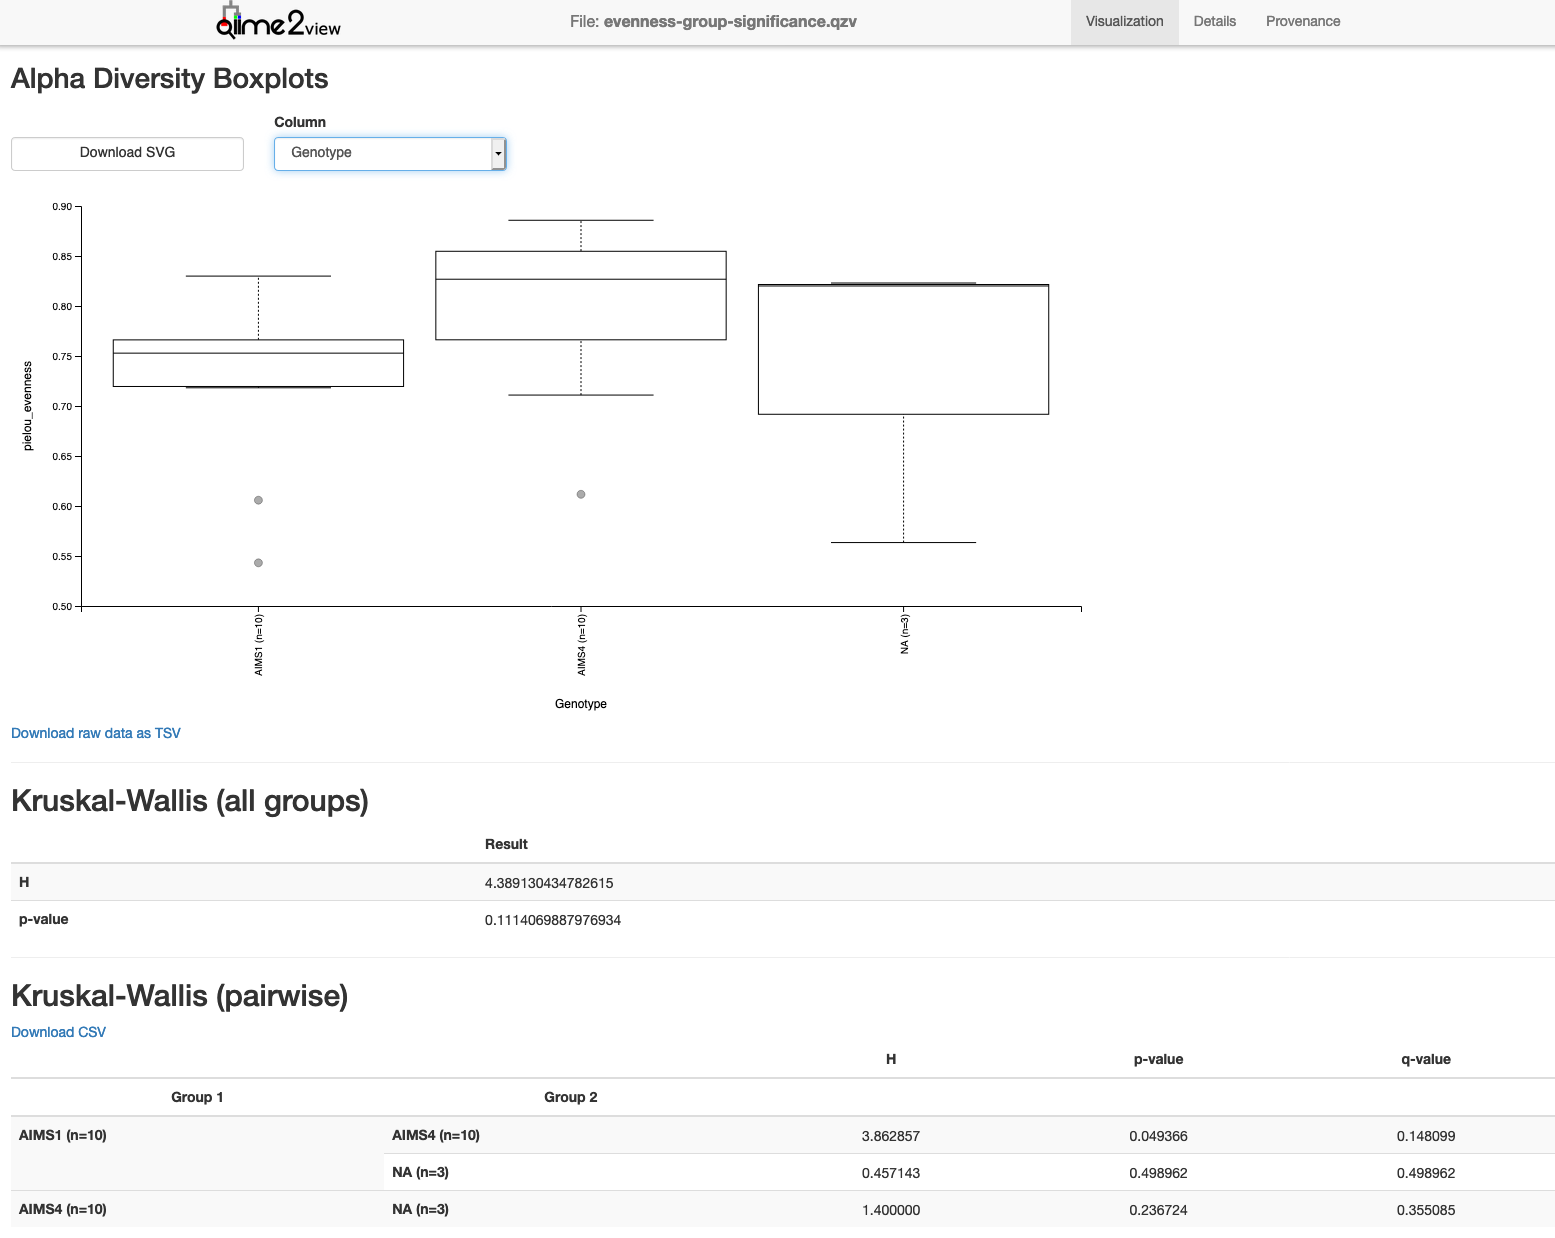 qiime2view File: evenness-group-significance.qzv Visualization Details Provenance
Alpha Diversity Boxplots
Column
Download SVG Genotype
0.90
0.85
0.80
0.75
0.70
0.65
0.60
0.55
0.50
pielou_evenness
AIMS1 (n=10) AIMS4 (n=10) NA (n=3)
Genotype
Download raw data as TSV
Kruskal-Wallis (all groups)
Result
H 4.389130434782615
p-value 0.1114069887976934
Kruskal-Wallis (pairwise)
Download CSV
H p-value q-value
Group 1 Group 2
AIMS1 (n=10) AIMS4 (n=10) 3.862857 0.049366 0.148099
NA (n=3) 0.457143 0.498962 0.498962
AIMS4 (n=10) NA (n=3) 1.400000 0.236724 0.355085